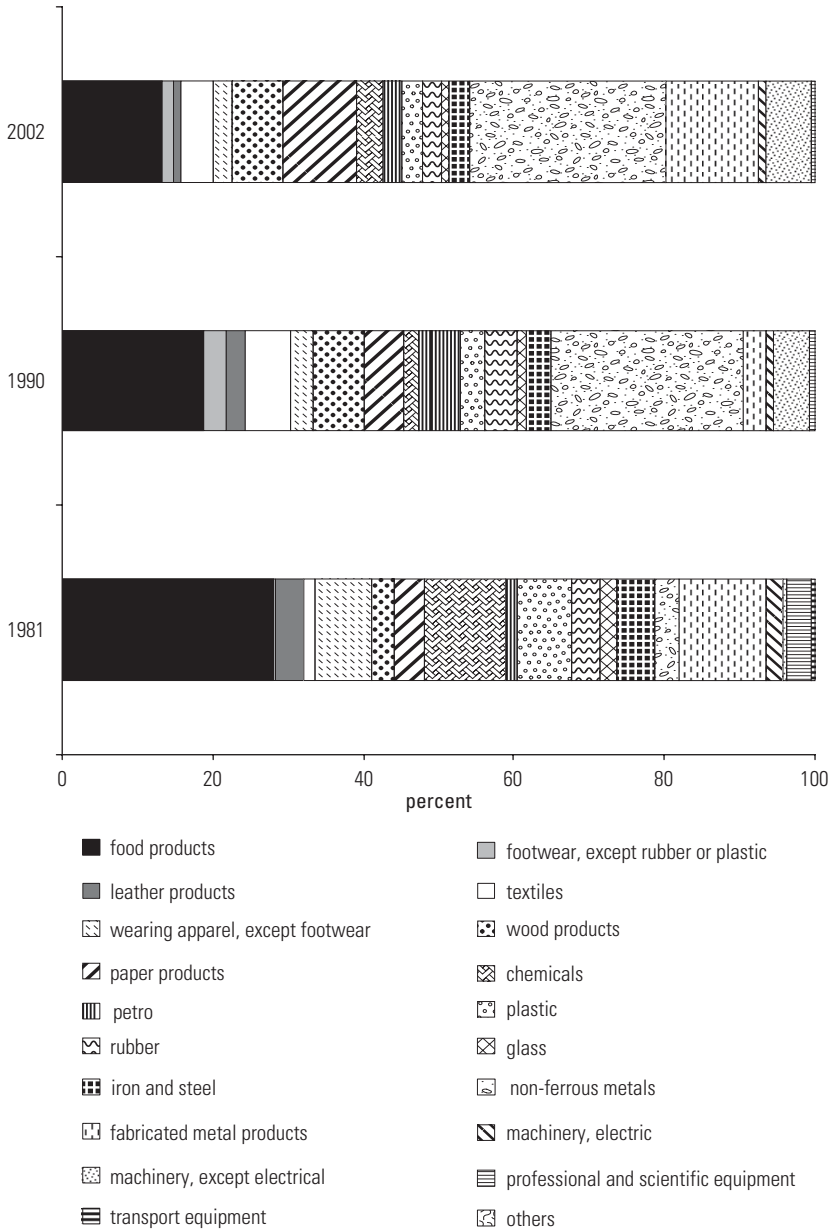 2002
1990
1981
0 20 40 60 80 100
percent
food products
footwear, except rubber or plastic
leather products
textiles
wearing apparel, except footwear
wood products
paper products
chemicals
petro
plastic
rubber
glass
iron and steel
non-ferrous metals
fabricated metal products
machinery, electric
machinery, except electrical
professional and scientific equipment
transport equipment
others